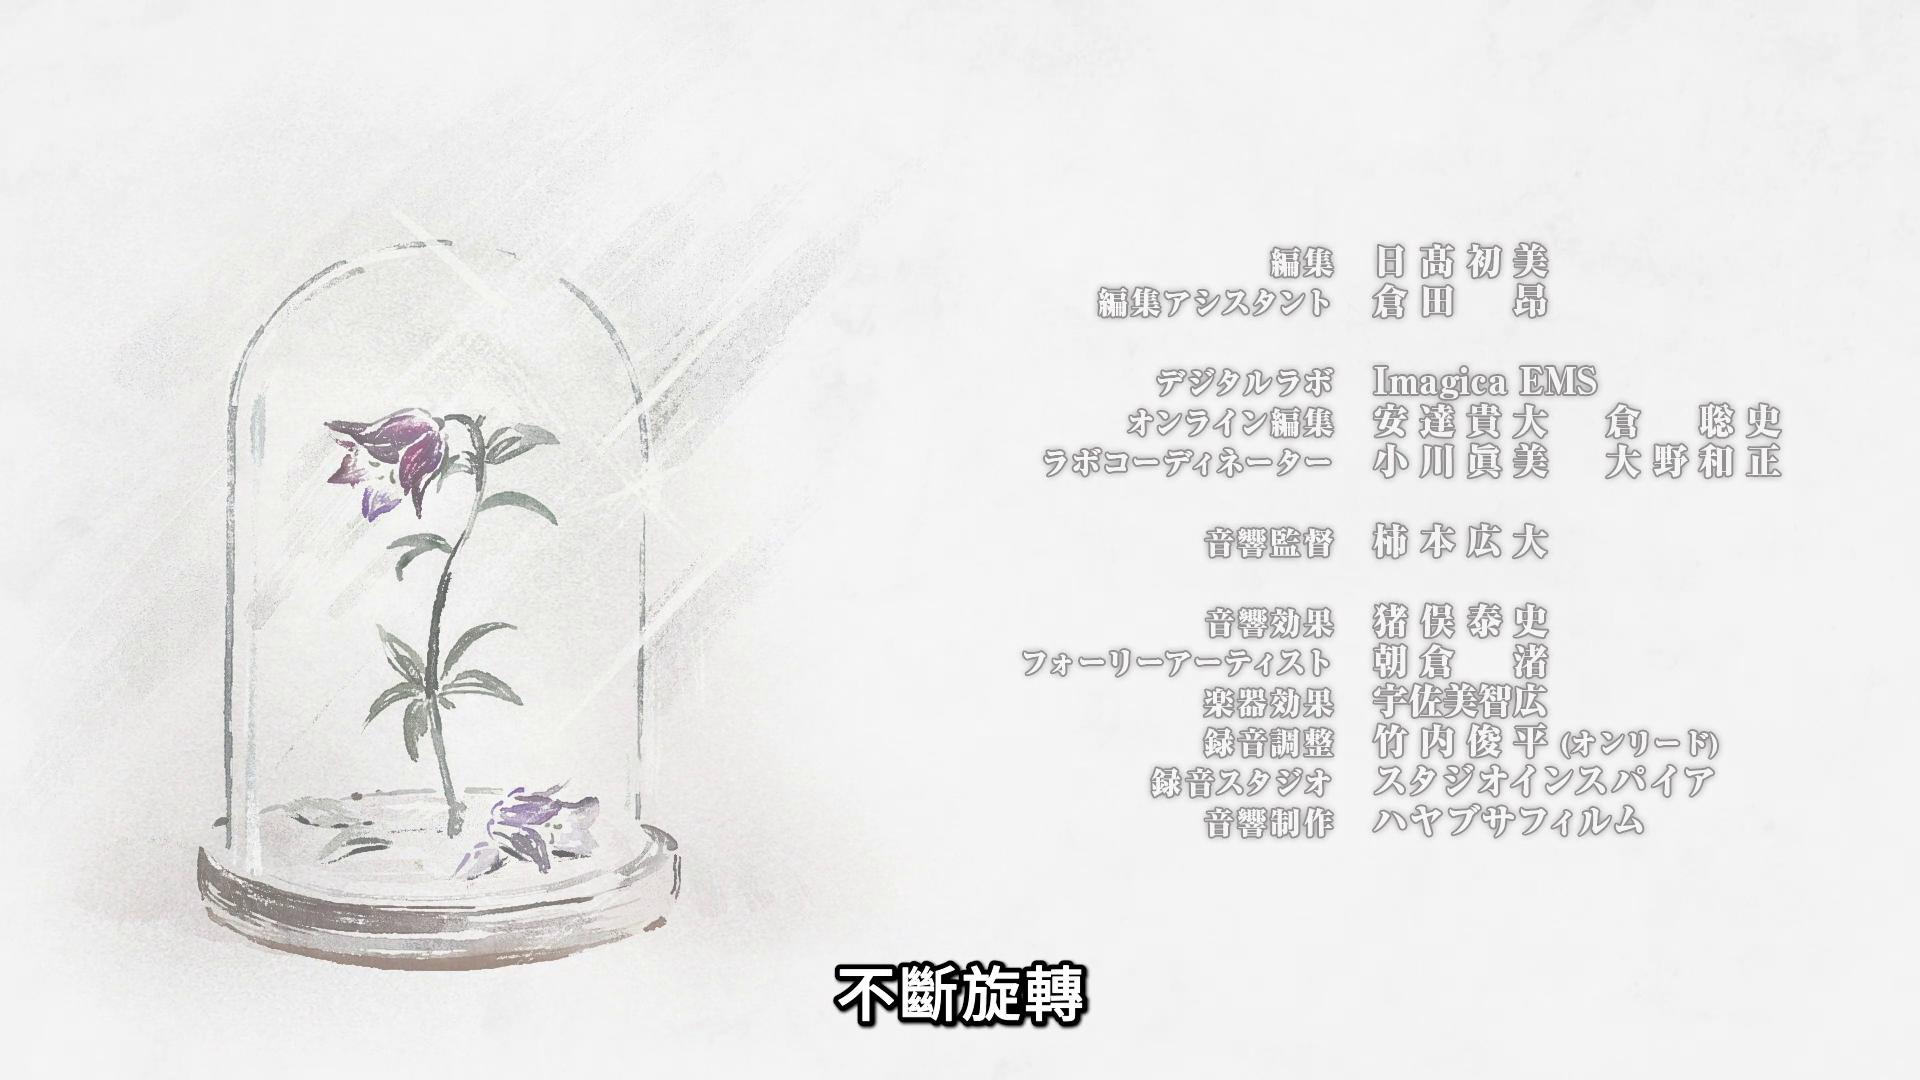 編集 日髙初美
編集アシスタント 倉田 昴
デジタルラボ Imagica EMS
オンライン編集 安達貴大 倉 聡史
ラボコーディネーター 小川眞美 大野和正
音響監督 柿本広大
音響効果 猪俣泰史
フォーリーアーティスト 朝倉 渚
楽器効果 宇佐美智広
録音調整 竹内俊平 (オンリード)
録音スタジオ スタジオインスパイア
音響制作 ハヤブサフィルム
不斷旋轉